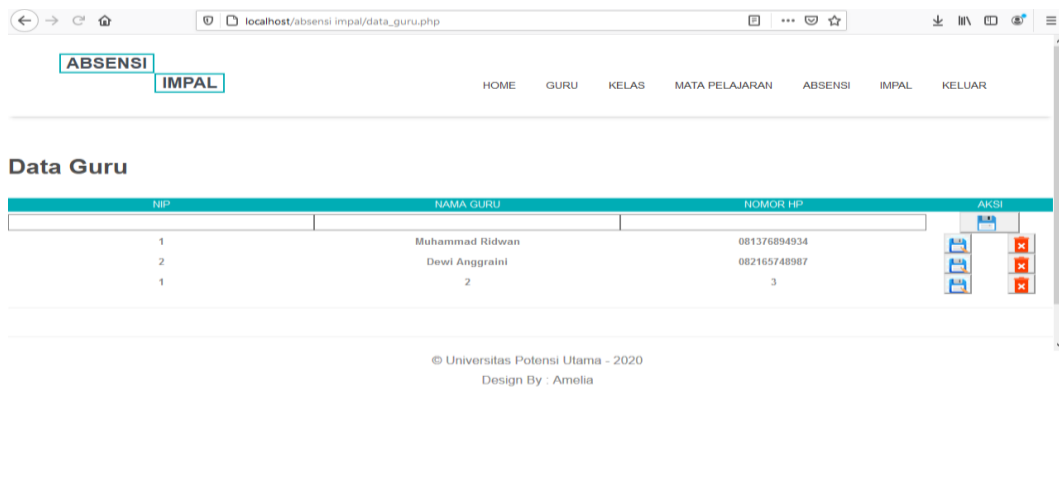 localhost/absensi impal/data_guru.php
ABSENSI
IMPAL
HOME GURU KELAS MATA PELAJARAN ABSENSI IMPAL KELUAR
Data Guru
NIP NAMA GURU NOMOR HP AKSI
1 Muhammad Ridwan 081376894934
2 Dewi Anggraini 082165748987
1 2 3
© Universitas Potensi Utama - 2020
Design By : Amelia